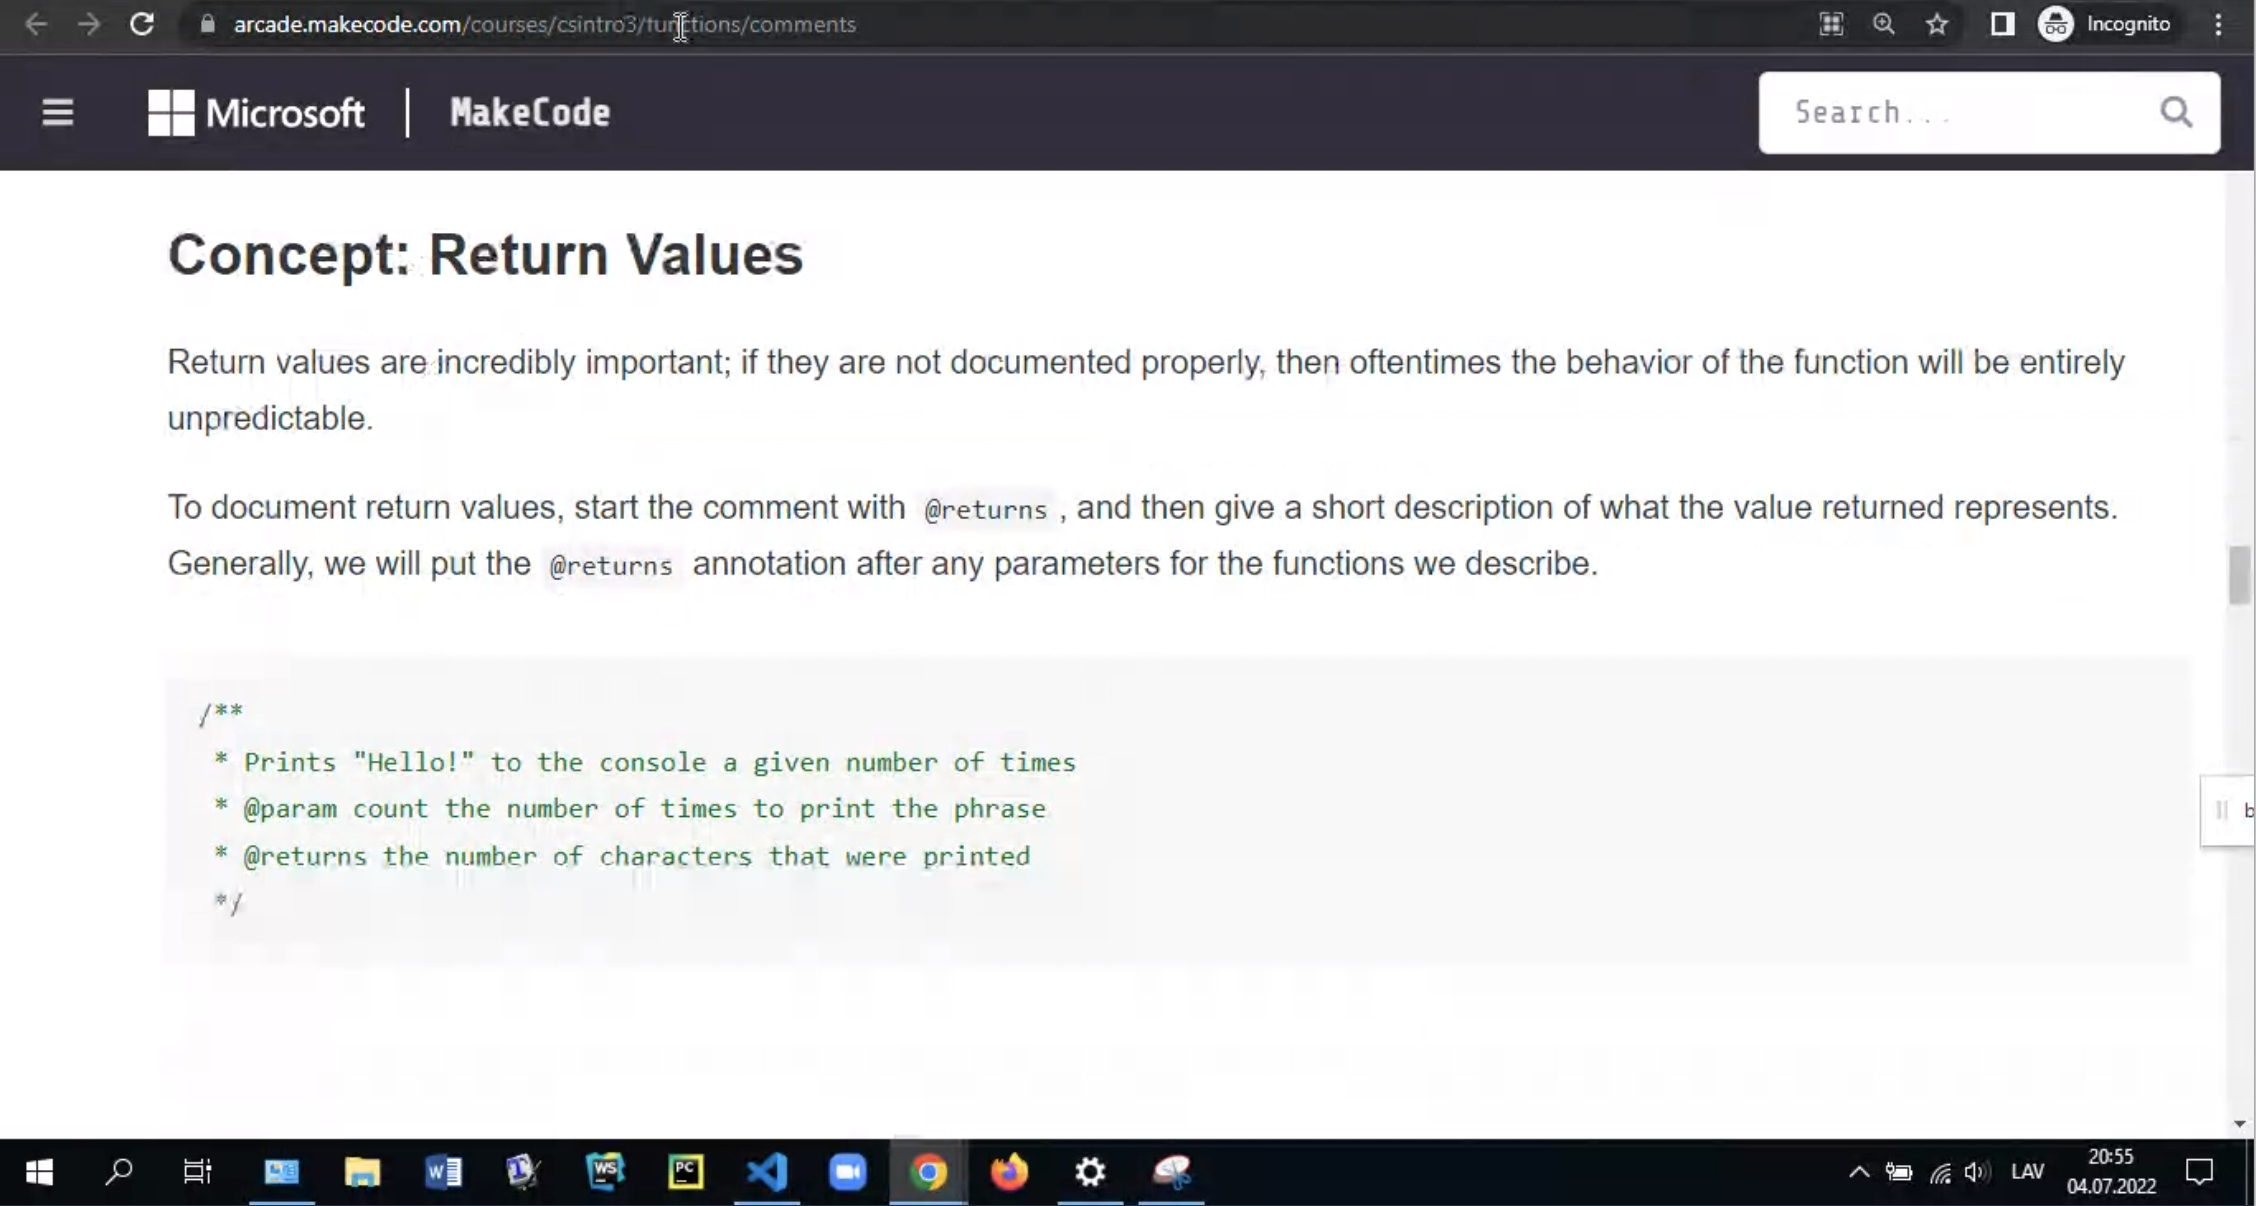 arcade.makecode.com/courses/csintro3/functions/comments
Incognito
Microsoft | MakeCode
Search...
Concept: Return Values
Return values are incredibly important; if they are not documented properly, then oftentimes the behavior of the function will be entirely
unpredictable.
To document return values, start the comment with @returns , and then give a short description of what the value returned represents.
Generally, we will put the @returns annotation after any parameters for the functions we describe.
/**
* Prints "Hello!" to the console a given number of times
* @param count the number of times to print the phrase
* @returns the number of characters that were printed
*/
b
W
WS
PC
LAV
20:55
04.07.2022